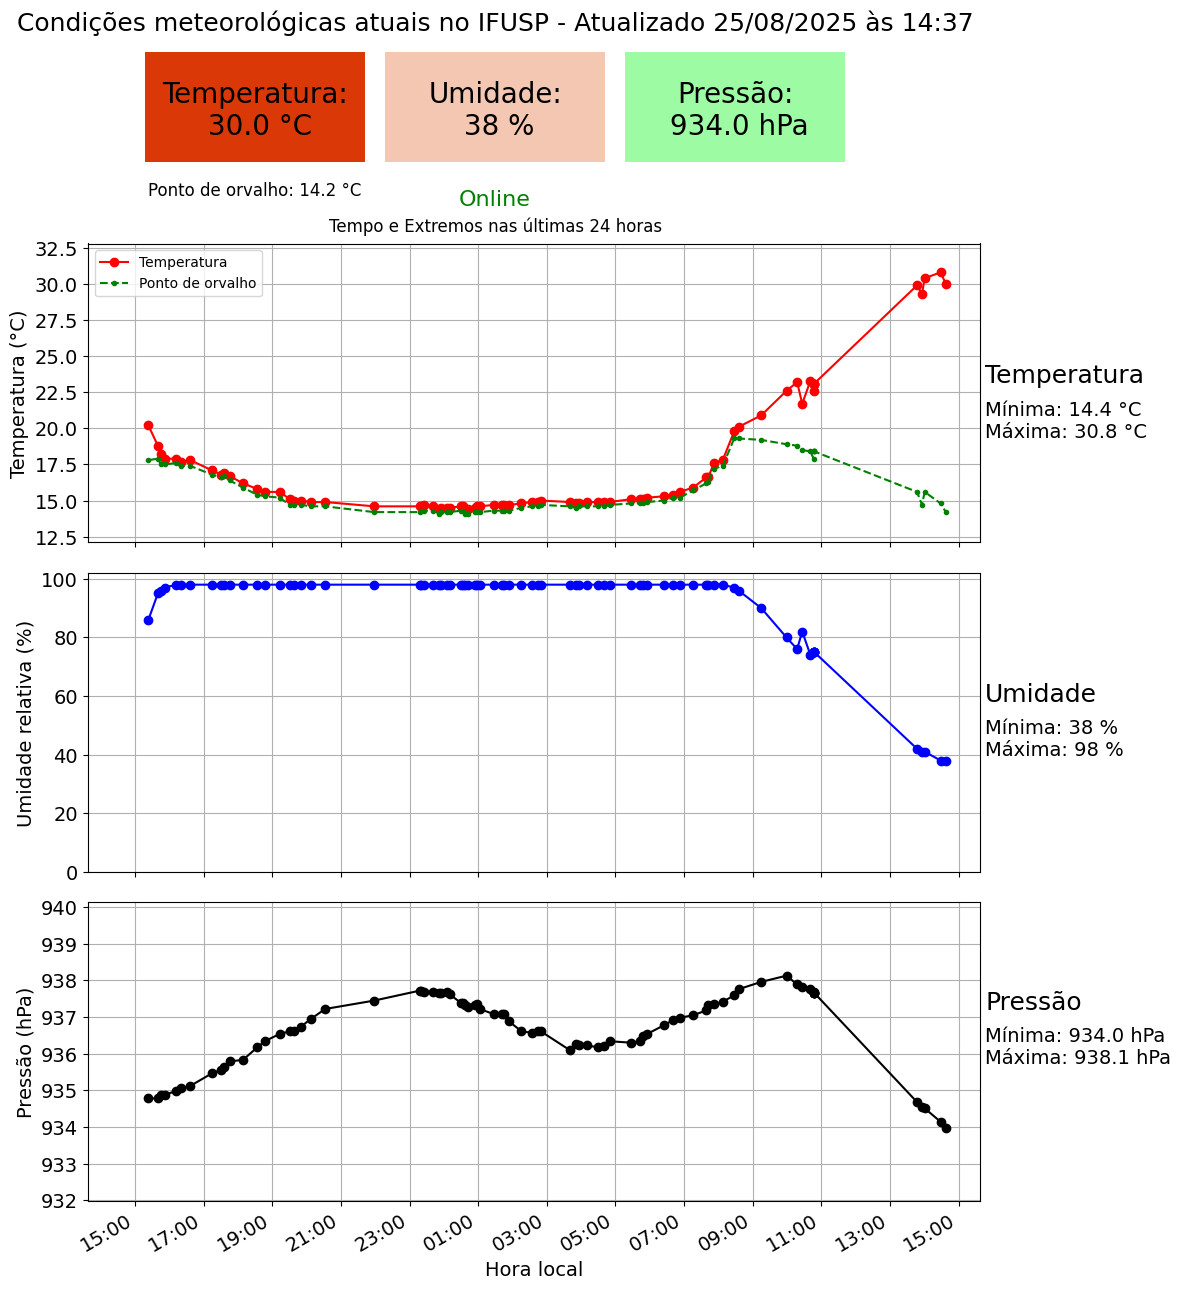 Condições meteorológicas atuais no IFUSP - Atualizado 25/08/2025 às 14:37
Temperatura:
30.0 °C
Umidade:
38 %
Pressão:
934.0 hPa
Ponto de orvalho: 14.2 °C
Online
Tempo e Extremos nas últimas 24 horas
Temperatura (°C)
32.5
30.0
27.5
25.0
22.5
20.0
17.5
15.0
12.5
Temperatura
Ponto de orvalho
Temperatura
Mínima: 14.4 °C
Máxima: 30.8 °C
Umidade relativa (%)
100
80
60
40
20
0
Umidade
Mínima: 38 %
Máxima: 98 %
Pressão (hPa)
940
939
938
937
936
935
934
933
932
Pressão
Mínima: 934.0 hPa
Máxima: 938.1 hPa
15:00
17:00
19:00
21:00
23:00
01:00
03:00
05:00
07:00
09:00
11:00
13:00
15:00
Hora local